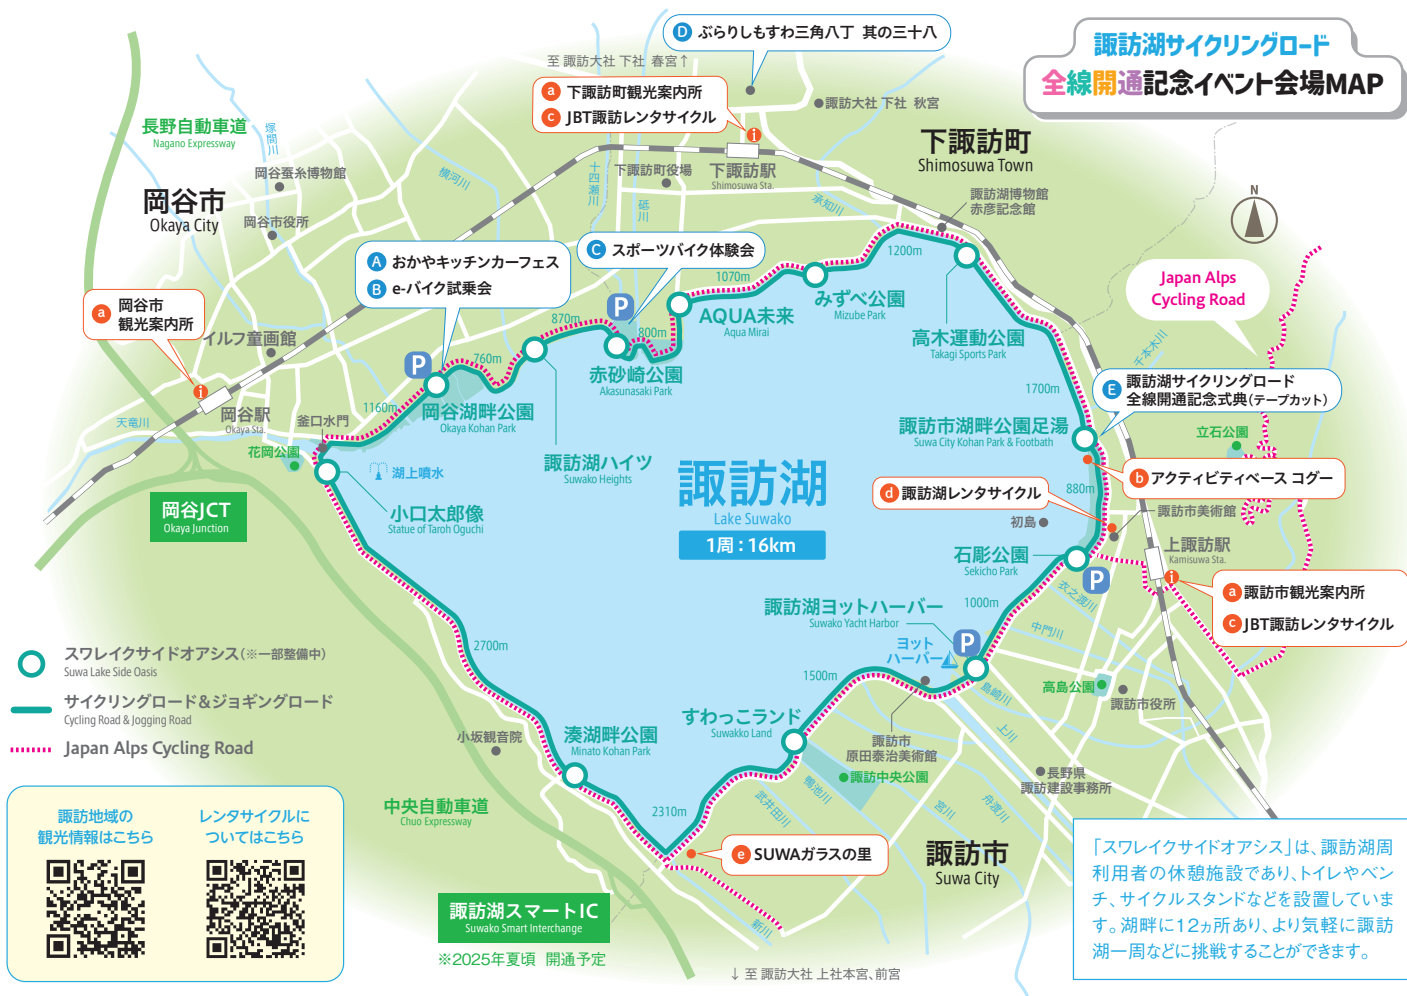 諏訪湖サイクリングロード
全線開通記念イベント会場MAP
D ぶらりしもすわ三角八丁 其の三十八
至 諏訪大社 下社 春宮↑
a 下諏訪町観光案内所
c JBT諏訪レンタサイクル
諏訪大社 下社 秋宮
長野自動車道
Nagano Expressway
塚間川
岡谷蚕糸博物館
横河川
十四瀬川
下諏訪町役場
砥川
i
下諏訪駅
Shimosuwa Sta.
下諏訪町
Shimosuwa Town
承知川
諏訪湖博物館
赤彦記念館
N
岡谷市
Okaya City
岡谷市役所
A おかやキッチンカーフェス
B e-バイク試乗会
C スポーツバイク体験会
1070m
1200m
Japan Alps
Cycling Road
a 岡谷市
観光案内所
イルフ童画館
i
岡谷駅
Okaya Sta.
天竜川
釜口水門
花岡公園
P
870m
760m
1160m
P
800m
AQUA未来
Aqua Mirai
みずべ公園
Mizube Park
高木運動公園
Takagi Sports Park
千本木川
赤砂崎公園
Akasunasaki Park
岡谷湖畔公園
Okaya Kohan Park
1700m
E 諏訪湖サイクリングロード
全線開通記念式典(テープカット)
諏訪市湖畔公園足湯
Suwa City Kohan Park & Footbath
立石公園
湖上噴水
諏訪湖ハイツ
Suwako Heights
諏訪湖
Lake Suwako
1周:16km
d 諏訪湖レンタサイクル
880m
b アクティビティベース コグー
初島
諏訪市美術館
岡谷JCT
Okaya Junction
小口太郎像
Statue of Taroh Oguchi
石彫公園
Sekicho Park
P
上諏訪駅
Kamisuwa Sta.
i
a 諏訪市観光案内所
c JBT諏訪レンタサイクル
諏訪湖ヨットハーバー
Suwako Yacht Harbor
1000m
衣之渡川
中門川
ヨット
ハーバー
P
島崎川
高島公園
諏訪市役所
スワレイクサイドオアシス(※一部整備中)
Suwa Lake Side Oasis
サイクリングロード&ジョギングロード
Cycling Road & Jogging Road
Japan Alps Cycling Road
2700m
1500m
小坂観音院
湊湖畔公園
Minato Kohan Park
すわっこランド
Suwakko Land
諏訪市
原田泰治美術館
上川
諏訪中央公園
長野県
諏訪建設事務所
鴨池川
武井田川
宮川
舟渡川
諏訪地域の
観光情報はこちら
レンタサイクルに
ついてはこちら
中央自動車道
Chuo Expressway
2310m
e SUWAガラスの里
諏訪市
Suwa City
諏訪湖スマートIC
Suwako Smart Interchange
※2025年夏頃 開通予定
新川
↓至 諏訪大社 上社本宮、前宮
「スワレイクサイドオアシス」は、諏訪湖周
利用者の休憩施設であり、トイレやベン
チ、サイクルスタンドなどを設置していま
す。湖畔に12ヵ所あり、より気軽に諏訪
湖一周などに挑戦することができます。